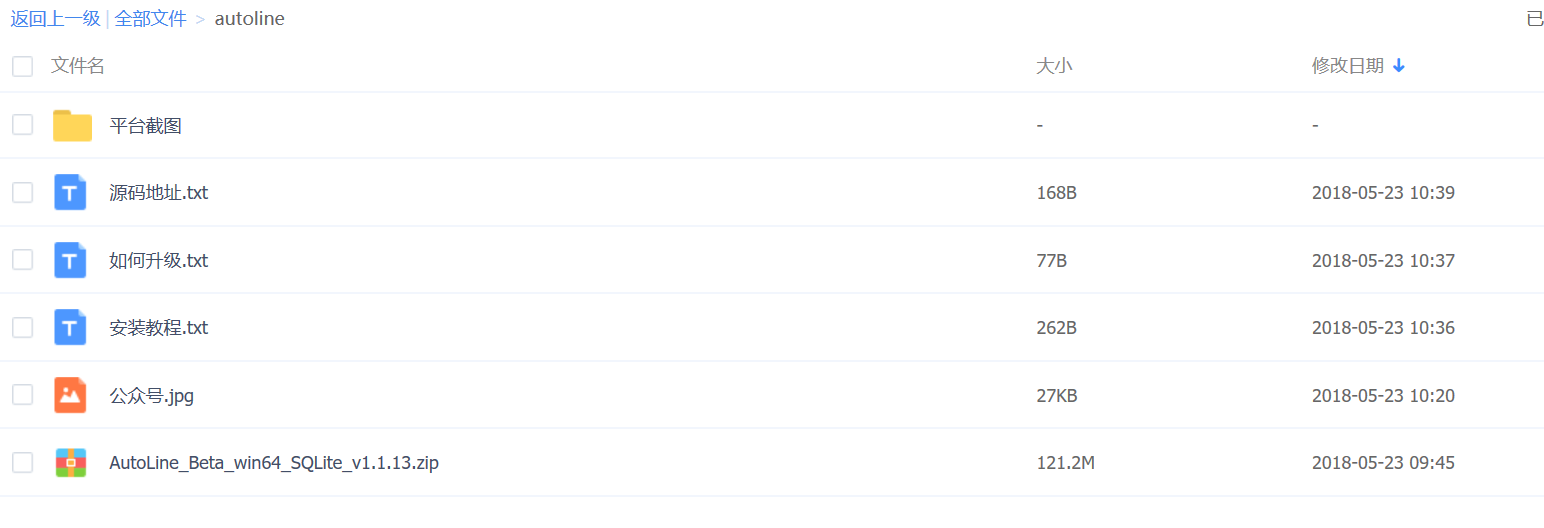 返回上一级 | 全部文件 > autoline 已
文件名 大小 修改日期
平台截图 - -
源码地址.txt 168B 2018-05-23 10:39
如何升级.txt 77B 2018-05-23 10:37
安装教程.txt 262B 2018-05-23 10:36
公众号.jpg 27KB 2018-05-23 10:20
AutoLine_Beta_win64_SQLite_v1.1.13.zip 121.2M 2018-05-23 09:45